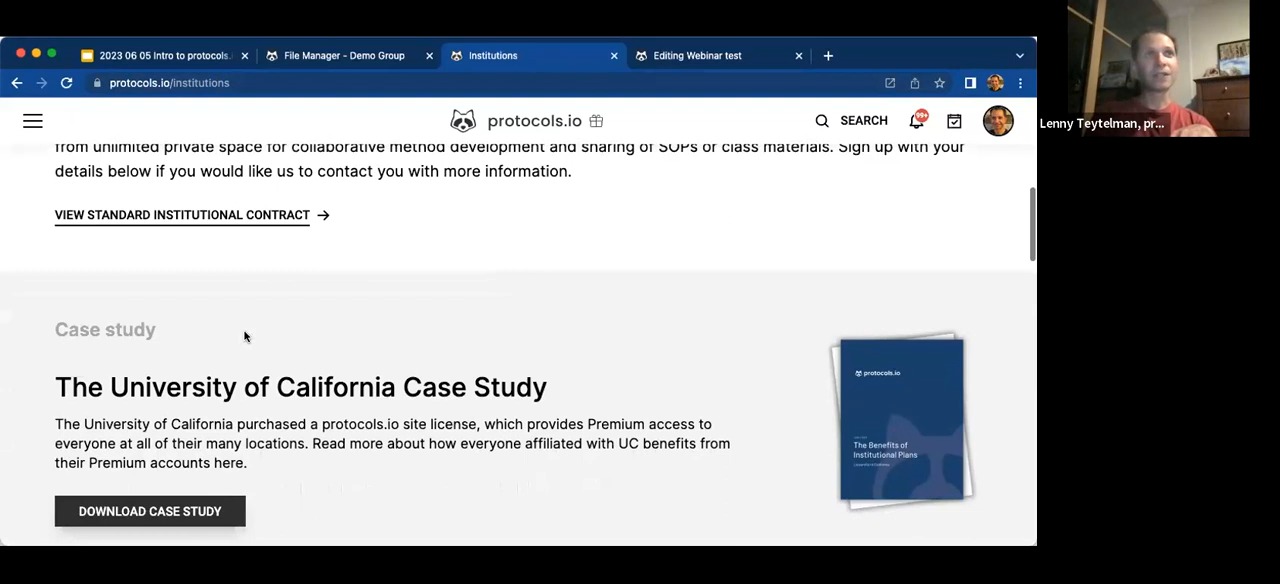 2023 06 05 Intro to protocols.
File Manager - Demo Group
Institutions
Editing Webinar test
protocols.io/institutions
protocols.io
SEARCH
99+
Lenny Teytelman, pr...
from unlimited private space for collaborative method development and sharing of SOPs or class materials. Sign up with your
details below if you would like us to contact you with more information.
VIEW STANDARD INSTITUTIONAL CONTRACT →
Case study
The University of California Case Study
The University of California purchased a protocols.io site license, which provides Premium access to
everyone at all of their many locations. Read more about how everyone affiliated with UC benefits from
their Premium accounts here.
DOWNLOAD CASE STUDY
protocols.io
The Benefits of
Institutional Plans